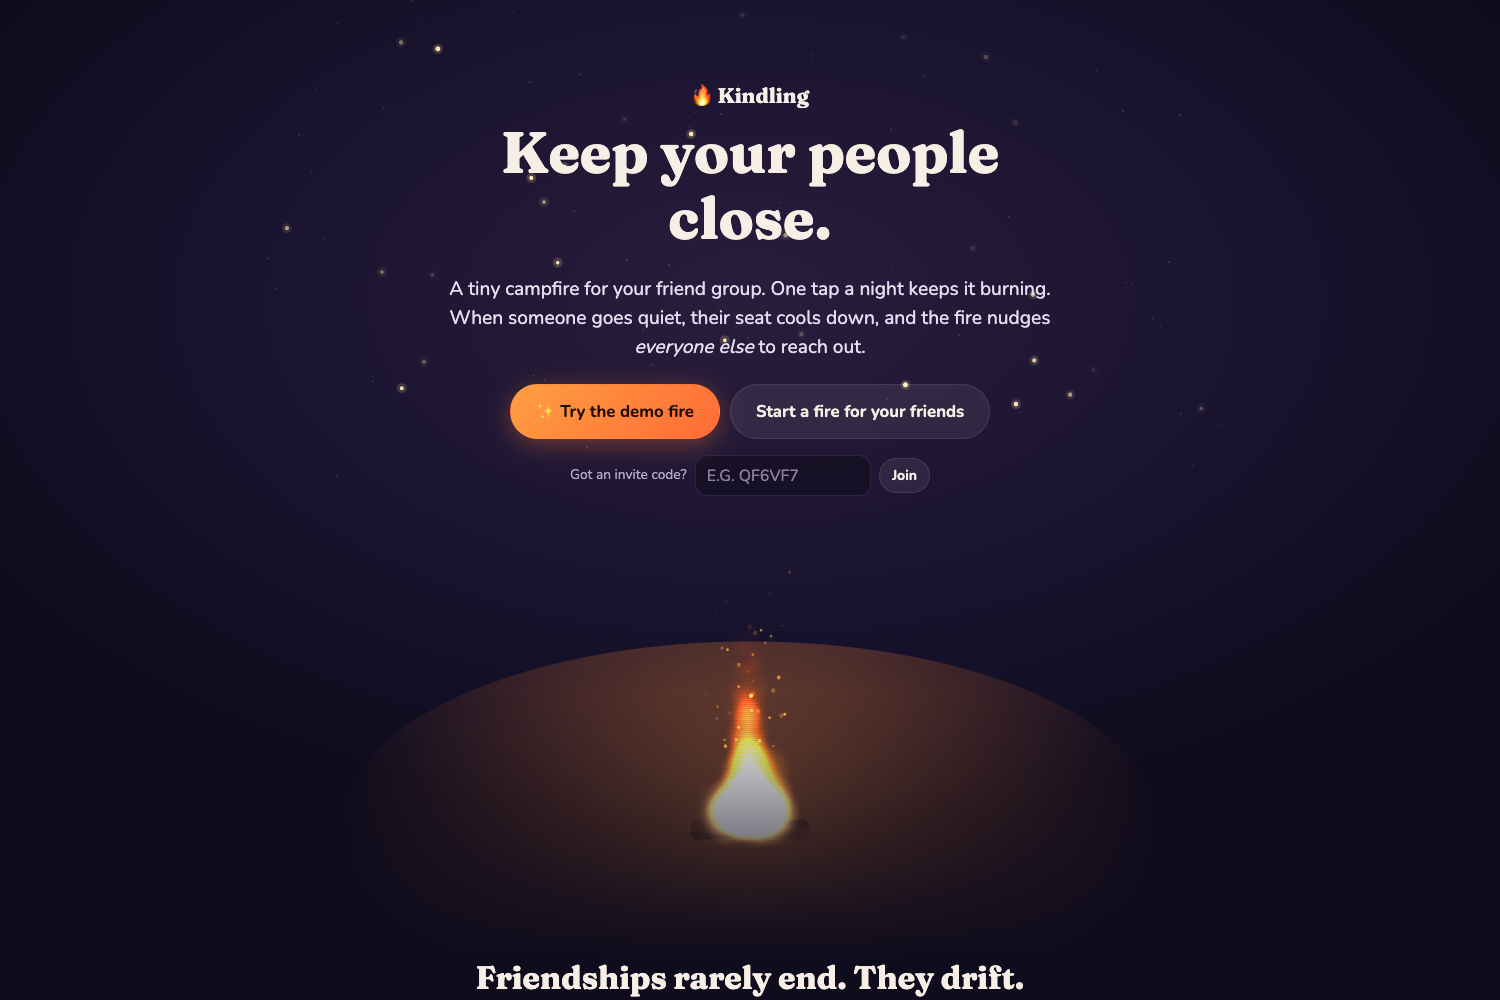 🔥 Kindling
Keep your people
close.
A tiny campfire for your friend group. One tap a night keeps it burning.
When someone goes quiet, their seat cools down, and the fire nudges
everyone else to reach out.
✨ Try the demo fire
Start a fire for your friends
Got an invite code?
E.G. QF6VF7
Join
Friendships rarely end. They drift.